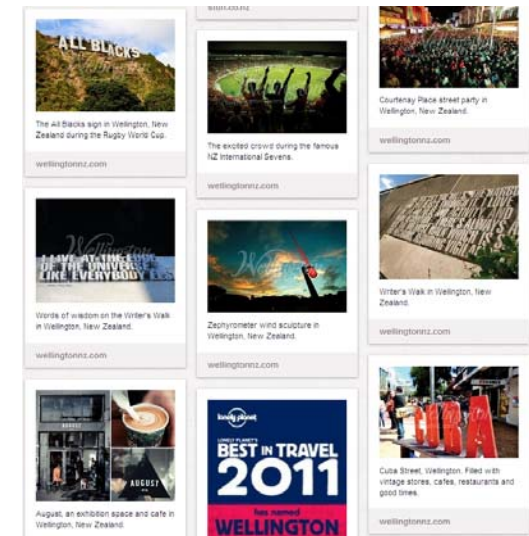 ALL BLACKS
The All Blacks sign in Wellington, New
Zealand during the Rugby World Cup.
wellingtonnz.com
Wellington
I LIVE AT THE EDGE
OF THE UNIVERSE,
LIKE EVERYBODY ELSE
Words of wisdom on the Writer's Walk
in Wellington, New Zealand.
wellingtonnz.com
AUGUST
AUGUST
August, an exhibition space and cafe in
Wellington, New Zealand.
stuff.co.nz
The excited crowd during the famous
NZ International Sevens.
wellingtonnz.com
Wellington
Zephyrometer wind sculpture in
Wellington, New Zealand.
wellingtonnz.com
lonely planet
LONELY PLANET'S
BEST IN TRAVEL
2011
has named
WELLINGTON
Courtenay Place street party in
Wellington, New Zealand.
wellingtonnz.com
Writer's Walk in Wellington, New
Zealand.
wellingtonnz.com
CUBA
Cuba Street, Wellington. Filled with
vintage stores, cafes, restaurants and
good times.
wellingtonnz.com